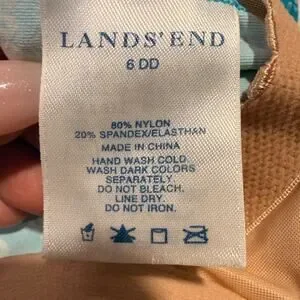 LANDS' END
6 DD
80% NYLON
20% SPANDEX/ELASTHAN
MADE IN CHINA
HAND WASH COLD.
WASH DARK COLORS
SEPARATELY.
DO NOT BLEACH.
LINE DRY.
DO NOT IRON.